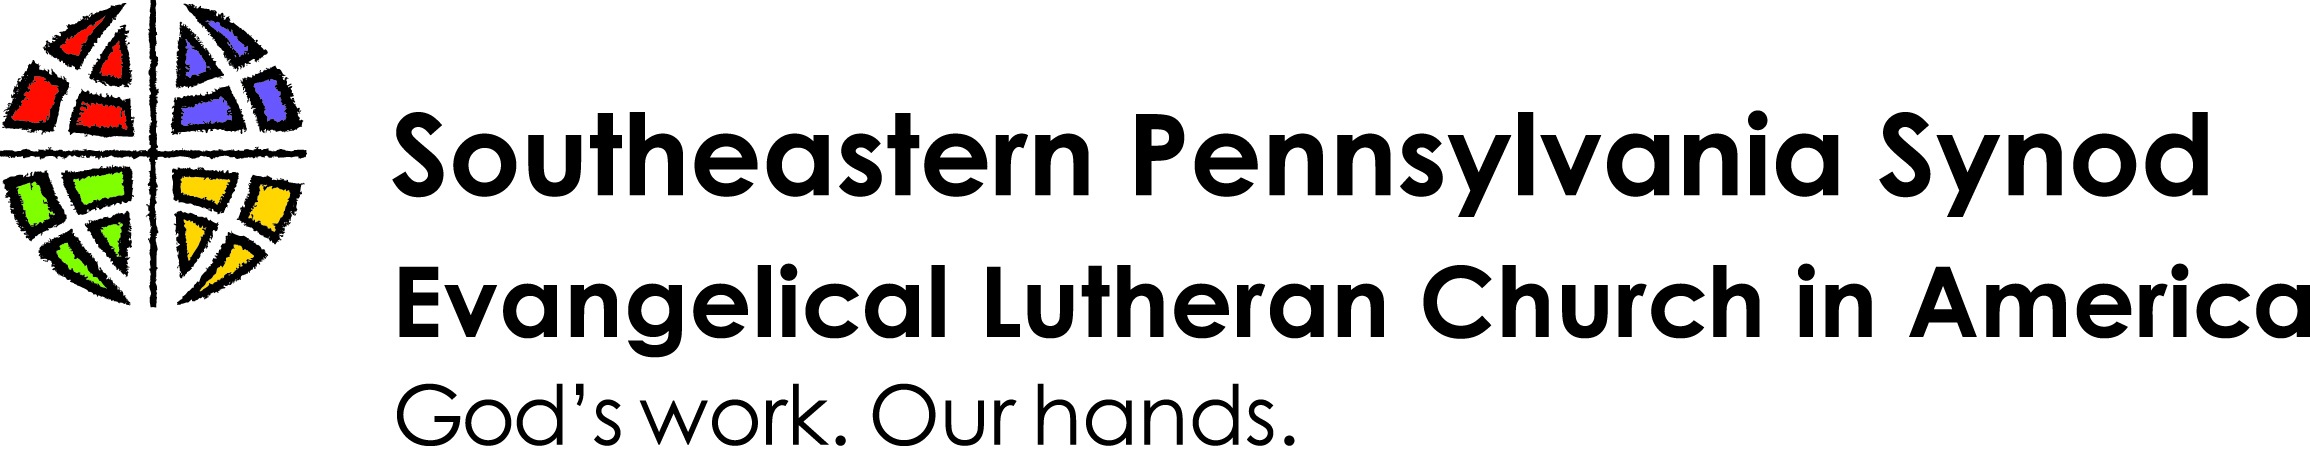 Southeastern Pennsylvania Synod
Evangelical Lutheran Church in America
God’s work. Our hands.